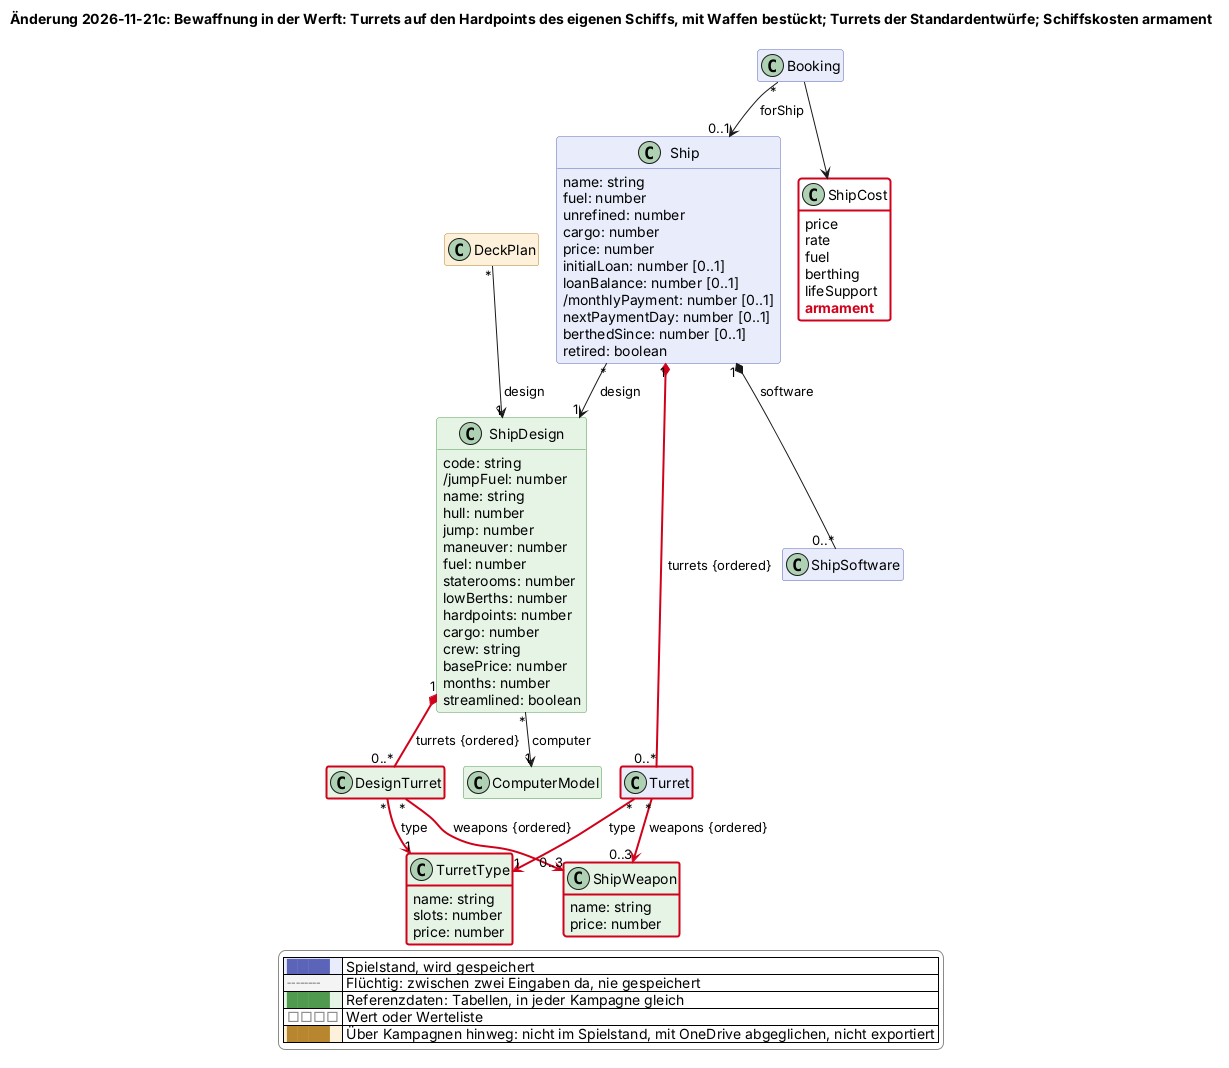 Änderung 2026-11-21c: Bewaffnung in der Werft: Turrets auf den Hardpoints des eigenen Schiffs, mit Waffen bestückt; Turrets der Standardentwürfe; Schiffskosten armament
C Booking
*
forShip
0..1
C Ship
name: string
fuel: number
unrefined: number
cargo: number
price: number
initialLoan: number [0..1]
loanBalance: number [0..1]
/monthlyPayment: number [0..1]
nextPaymentDay: number [0..1]
berthedSince: number [0..1]
retired: boolean
C ShipCost
price
rate
fuel
berthing
lifeSupport
armament
C DeckPlan
*
design
1
*
design
1
1
turrets {ordered}
0..*
1
software
0..*
C ShipDesign
code: string
/jumpFuel: number
name: string
hull: number
jump: number
maneuver: number
fuel: number
staterooms: number
lowBerths: number
hardpoints: number
cargo: number
crew: string
basePrice: number
months: number
streamlined: boolean
C ShipSoftware
1
turrets {ordered}
0..*
*
computer
1
C DesignTurret
C ComputerModel
C Turret
*
type
1
*
weapons {ordered}
0..3
*
type
1
*
weapons {ordered}
0..3
C TurretType
name: string
slots: number
price: number
C ShipWeapon
name: string
price: number
Spielstand, wird gespeichert
Flüchtig: zwischen zwei Eingaben da, nie gespeichert
Referenzdaten: Tabellen, in jeder Kampagne gleich
Wert oder Werteliste
Über Kampagnen hinweg: nicht im Spielstand, mit OneDrive abgeglichen, nicht exportiert